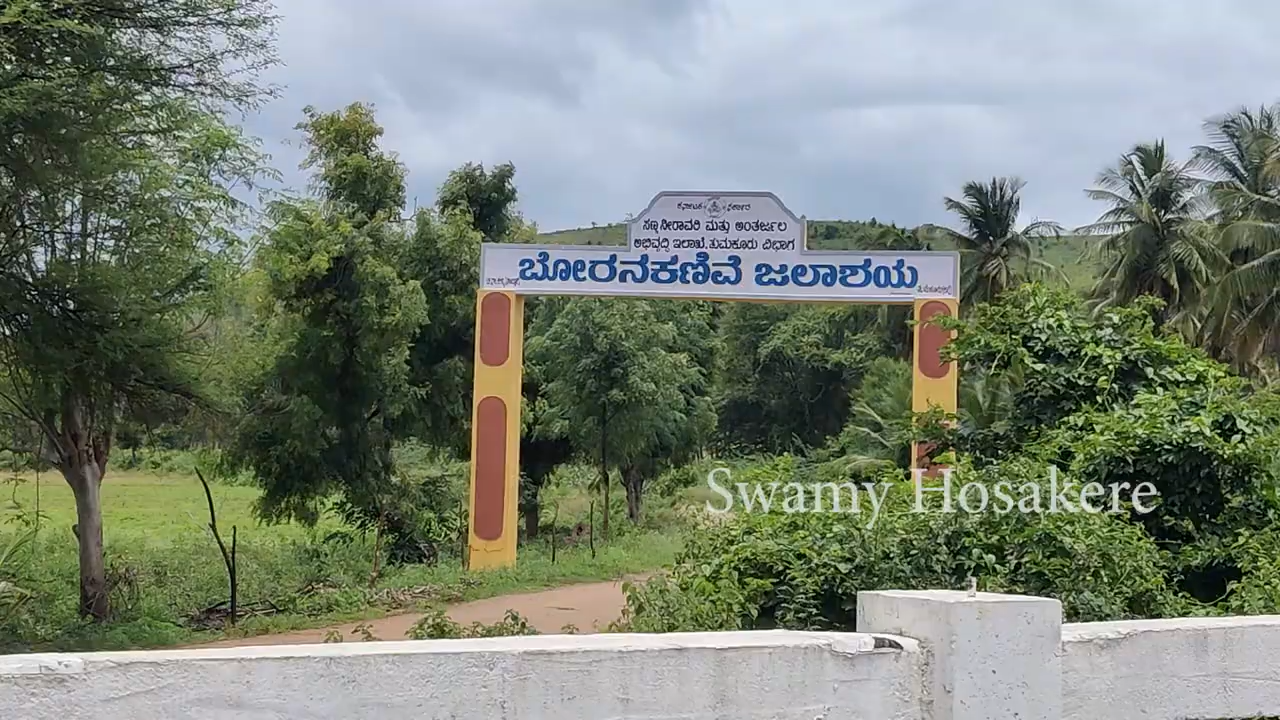 ಕರ್ನಾಟಕ ಸರ್ಕಾರ
ಸಣ್ಣ ನೀರಾವರಿ ಮತ್ತು ಅಂತರ್ಜಲ
ಅಭಿವೃದ್ಧಿ ಇಲಾಖೆ, ತುಮಕೂರು ವಿಭಾಗ
ಬೋರನಕಣಿವೆ ಜಲಾಶಯ
Swamy Hosakere